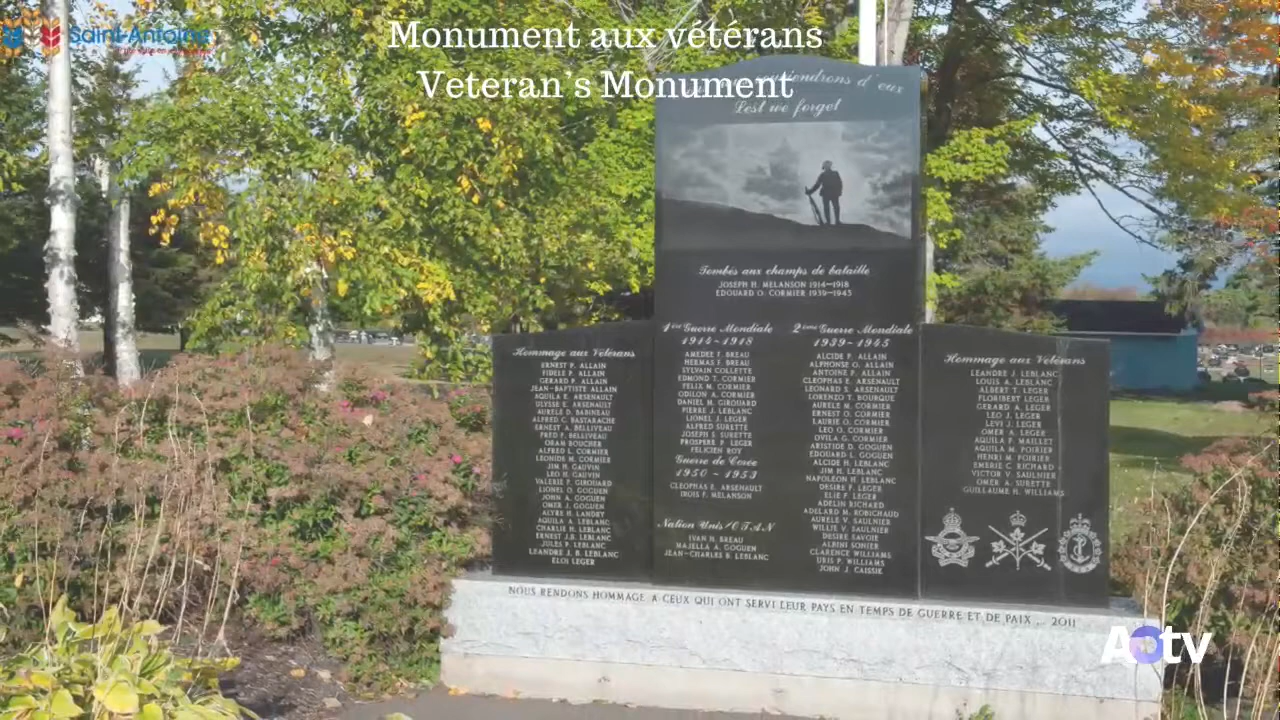 Saint-Antoine
Monument aux vétérans
Veteran's Monument
d'eux
Lest we forget
Tombés aux champs de bataille
JOSEPH H. MELANSON 1914-1918
EDOUARD O. CORMIER 1939-1945
Hommage aux Vétérans
ERNEST P. ALLAIN
FIDELE P. ALLAIN
GERARD P. ALLAIN
JEAN-BAPTISTE ALLAIN
AQUILA E. ARSENAULT
ULYSSE E. ARSENAULT
AURELE D. BABINEAU
ALFRED C. BASTARACHE
ERNEST A. BELLIVEAU
FRED F. BELLIVEAU
ORAM BOUCHER
ALFRED L. CORMIER
LEONIDE M. CORMIER
JIM H. GAUVIN
LEO H. GAUVIN
VALERIE F. GIROUARD
LIONEL O. GOGUEN
JOHN A. GOGUEN
OMER J. GOGUEN
ALYRE H. LANDRY
AQUILA A. LEBLANC
CHARLIE H. LEBLANC
ERNEST J.B. LEBLANC
JULES P. LEBLANC
LEANDRE J. B. LEBLANC
ELOI LEGER
1ère Guerre Mondiale
1914-1918
AMEDEE F. BREAU
HERMAS F. BREAU
SYLVAIN COLLETTE
EDMOND T. CORMIER
FELIX M. CORMIER
ODILON A. CORMIER
DANIEL M. GIROUARD
PIERRE J. LEBLANC
LIONEL J. LEGER
ALFRED SURETTE
JOSEPH S. SURETTE
PROSPERE P. LEGER
FELICIEN ROY
Guerre de Corée
1950 - 1953
CLEOPHAS E. ARSENAULT
IROIS F. MELANSON
Nation Unis/OTAN
IVAN H. BREAU
MAJELLA A. GOGUEN
JEAN-CHARLES B. LEBLANC
2ième Guerre Mondiale
1939-1945
ALCIDE P. ALLAIN
ALPHONSE O. ALLAIN
ANTOINE P. ALLAIN
CLEOPHAS E. ARSENAULT
LEONARD E. ARSENAULT
LORENZO T. BOURQUE
AURELE M. CORMIER
ERNEST O. CORMIER
LAURIE O. CORMIER
LEO O. CORMIER
OVILA G. CORMIER
ARISTIDE D. GOGUEN
EDOUARD L. GOGUEN
ALCIDE H. LEBLANC
JIM H. LEBLANC
NAPOLEON H. LEBLANC
DESIRE F. LEGER
ELIE F. LEGER
ADELIN RICHARD
ADELARD M. ROBICHAUD
AURELE V. SAULNIER
WILLIE V. SAULNIER
DESIRE SAVOIE
ALBINI SONIER
CLARENCE WILLIAMS
URIS P. WILLIAMS
JOHN J. CAISSIE
Hommage aux Vétérans
LEANDRE J. LEBLANC
LOUIS A. LEBLANC
ALBERT T. LEGER
FLORIBERT LEGER
GERARD A. LEGER
LEO J. LEGER
LEVI J. LEGER
OMER A. LEGER
AQUILA P. MAILLET
AQUILA M. POIRIER
HENRI M. POIRIER
EMERIE C. RICHARD
VICTOR V. SAULNIER
OMER A. SURETTE
GUILLAUME H. WILLIAMS
NOUS RENDONS HOMMAGE A CEUX QUI ONT SERVI LEUR PAYS EN TEMPS DE GUERRE ET DE PAIX ... 2011
Aotv